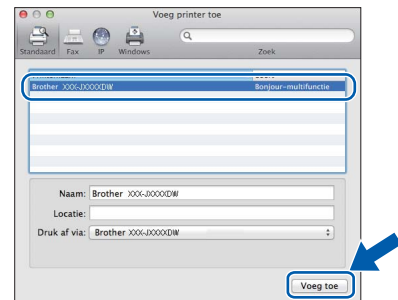 Voeg printer toe
Standaard Fax IP Windows Zoek
Brother XXX-JXXXXDW Bonjour-multifunctie
Naam: Brother XXX-JXXXXDW
Locatie:
Druk af via: Brother XXX-JXXXXDW
Voeg toe